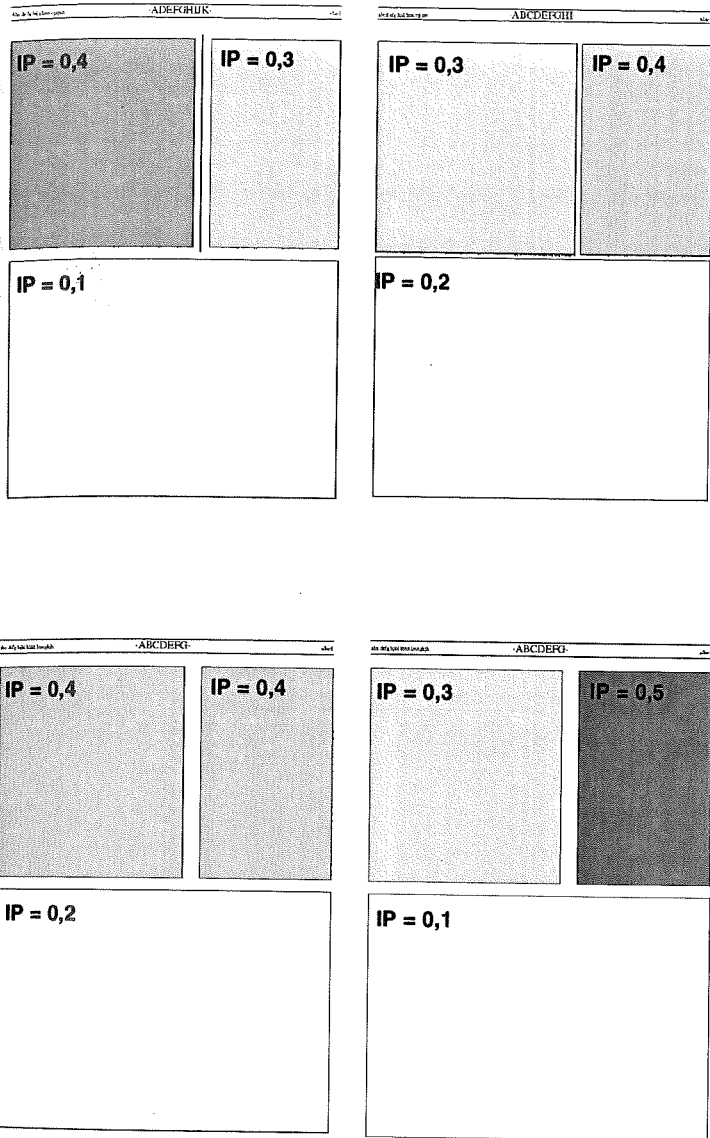 ·ADEFGHIJK·
IP = 0,4
IP = 0,3
IP = 0,1
ABCDEFGHI
IP = 0,3
IP = 0,4
IP = 0,2
·ABCDEFG·
IP = 0,4
IP = 0,4
IP = 0,2
·ABCDEFG·
IP = 0,3
IP = 0,5
IP = 0,1